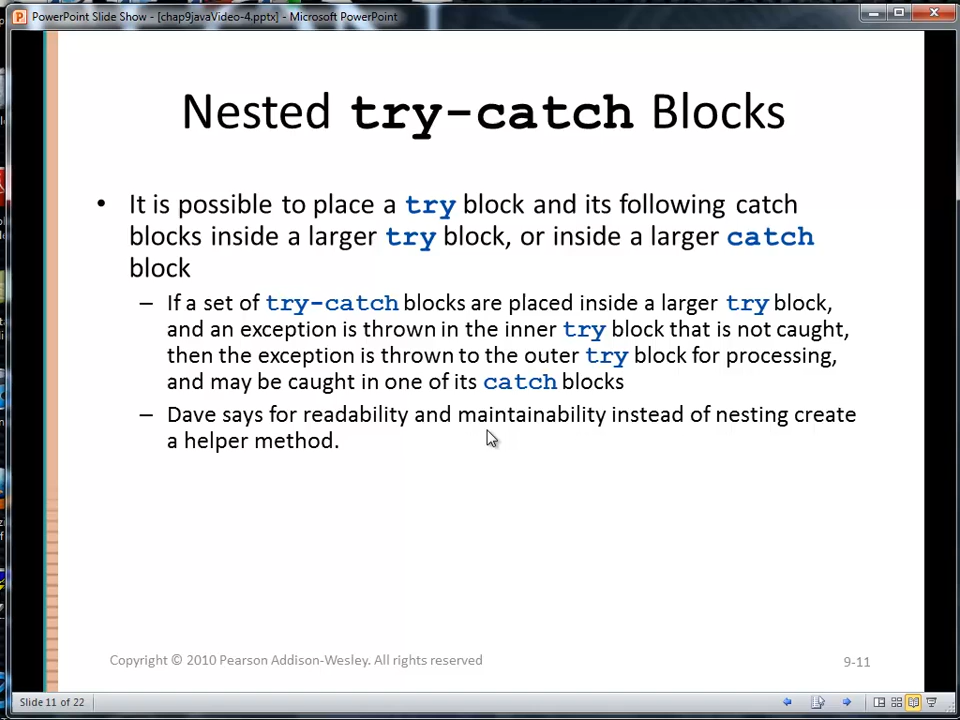 PowerPoint Slide Show - [chap9javaVideo-4.pptx] - Microsoft PowerPoint
Nested try-catch Blocks
• It is possible to place a try block and its following catch
blocks inside a larger try block, or inside a larger catch
block
– If a set of try-catch blocks are placed inside a larger try block,
and an exception is thrown in the inner try block that is not caught,
then the exception is thrown to the outer try block for processing,
and may be caught in one of its catch blocks
– Dave says for readability and maintainability instead of nesting create
a helper method.
Copyright © 2010 Pearson Addison-Wesley. All rights reserved
9-11
Slide 11 of 22